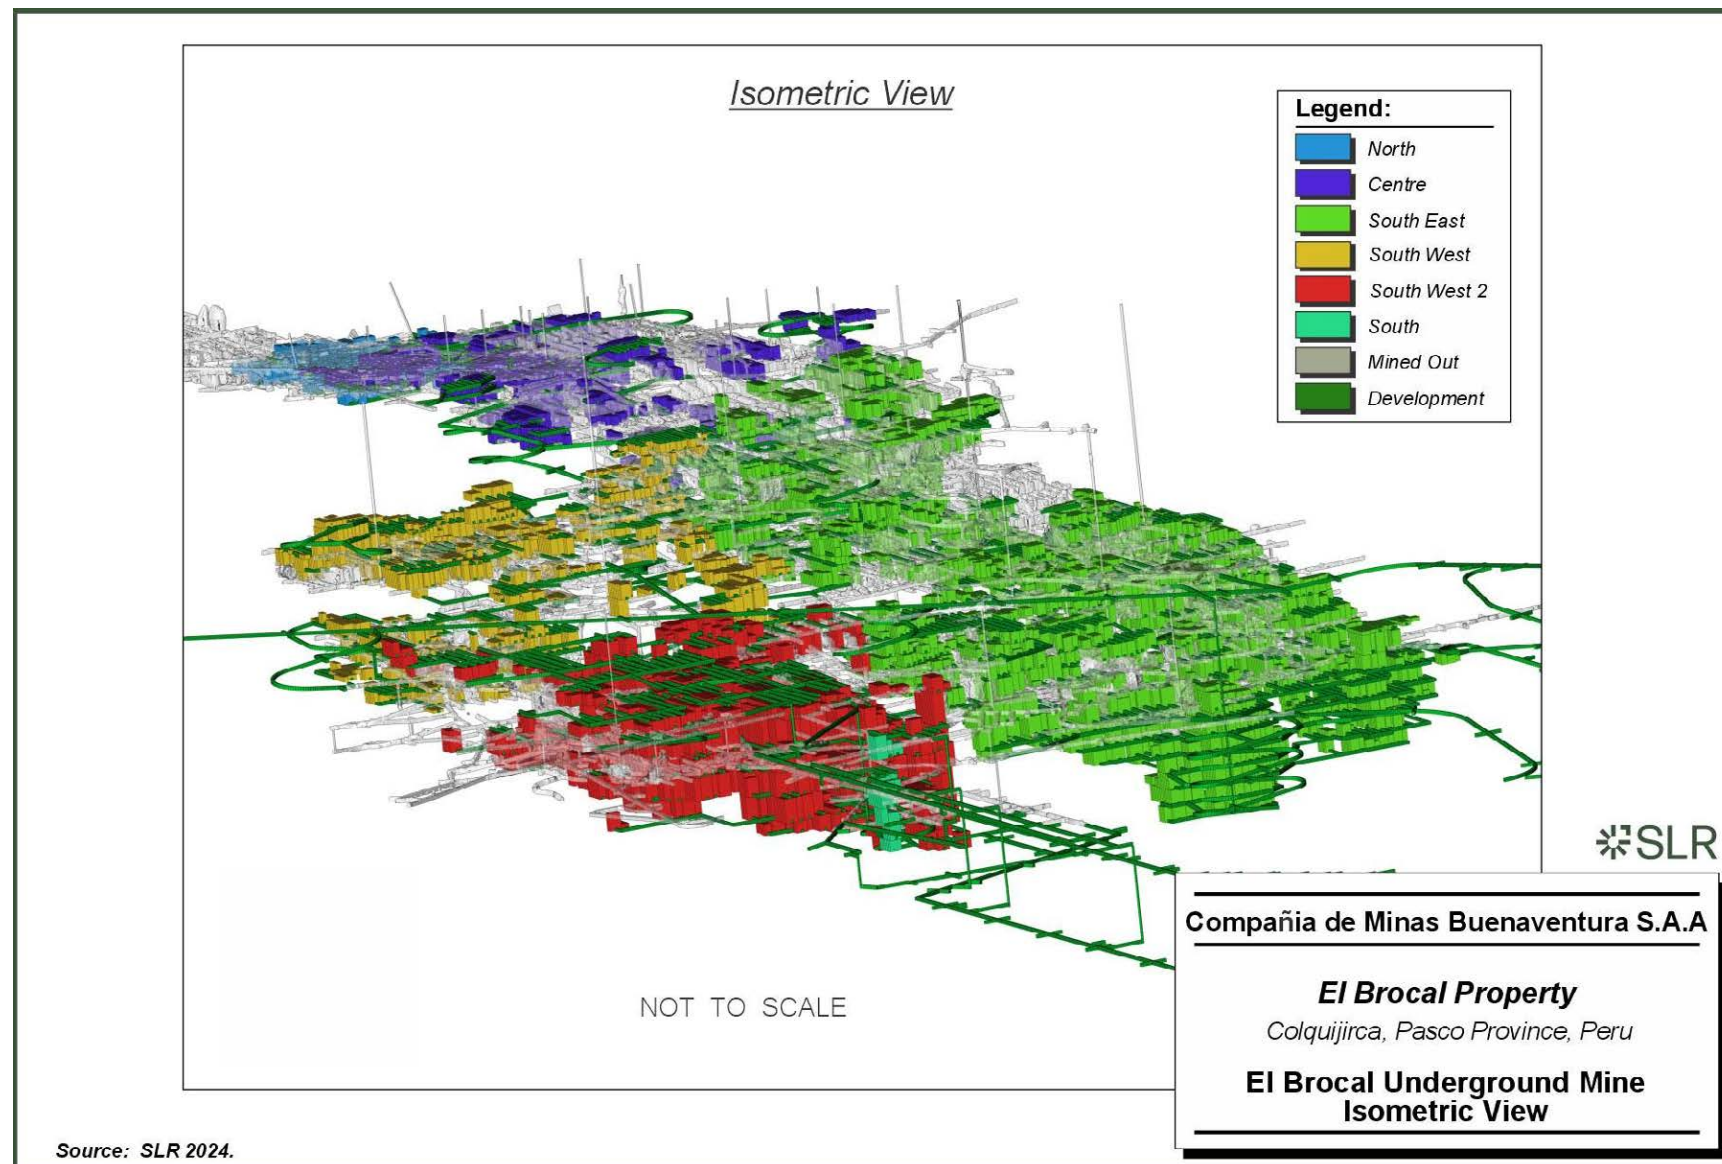 Isometric View
Legend:
North
Centre
South East
South West
South West 2
South
Mined Out
Development
NOT TO SCALE
SLR
Compañia de Minas Buenaventura S.A.A
El Brocal Property
Colquijirca, Pasco Province, Peru
El Brocal Underground Mine
Isometric View
Source: SLR 2024.